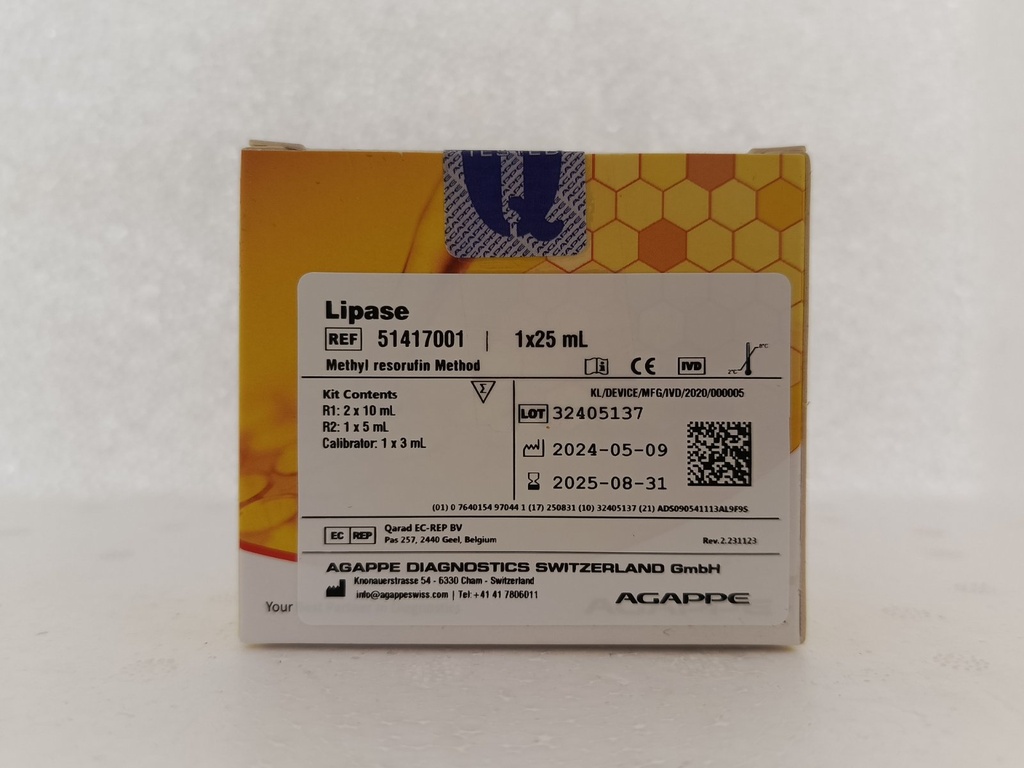 TESTED
Lipase
REF 51417001 | 1x25 mL
Methyl resorufin Method
CE IVD 2°C 8°C
Kit Contents
R1: 2 x 10 mL
R2: 1 x 5 mL
Calibrator: 1 x 3 mL
Σ
KL/DEVICE/MFG/IVD/2020/000005
LOT 32405137
2024-05-09
2025-08-31
(01) 0 7640154 97044 1 (17) 250831 (10) 32405137 (21) ADS090541113AL9F9S
EC REP Qarad EC-REP BV
Pas 257, 2440 Geel, Belgium
Rev.2.231123
AGAPPE DIAGNOSTICS SWITZERLAND GmbH
Knonauerstrasse 54 - 6330 Cham - Switzerland
info@agappeswiss.com | Tel:+41 41 7806011
AGAPPE
Your